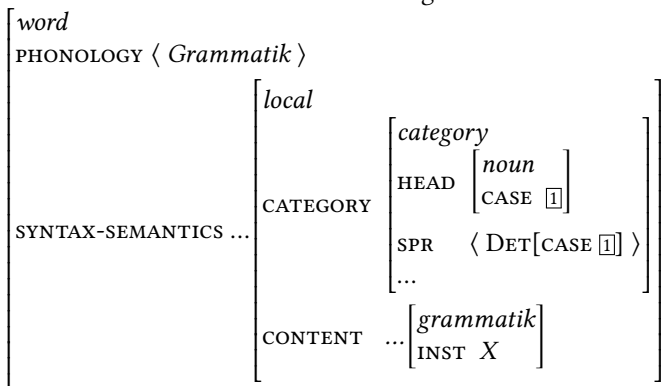 word
PHONOLOGY ⟨ Grammatik ⟩
local
category
HEAD noun
CASE 1
CATEGORY
SPR ⟨ DET[CASE 1] ⟩
SYNTAX-SEMANTICS ...
...
CONTENT ... grammatik
INST X